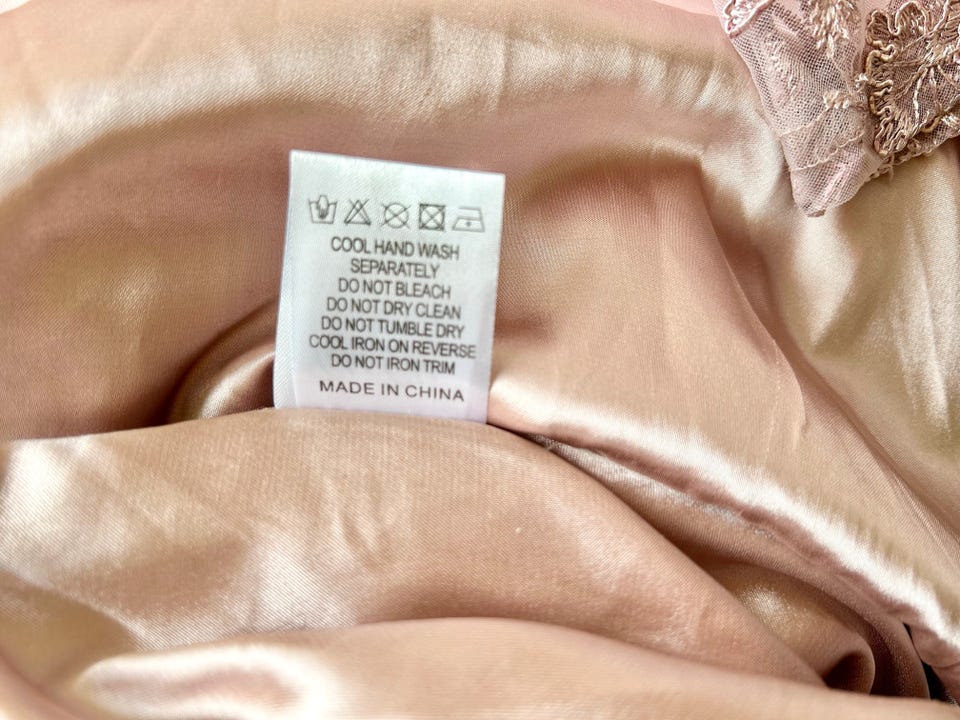 COOL HAND WASH
SEPARATELY
DO NOT BLEACH
DO NOT DRY CLEAN
DO NOT TUMBLE DRY
COOL IRON ON REVERSE
DO NOT IRON TRIM
MADE IN CHINA